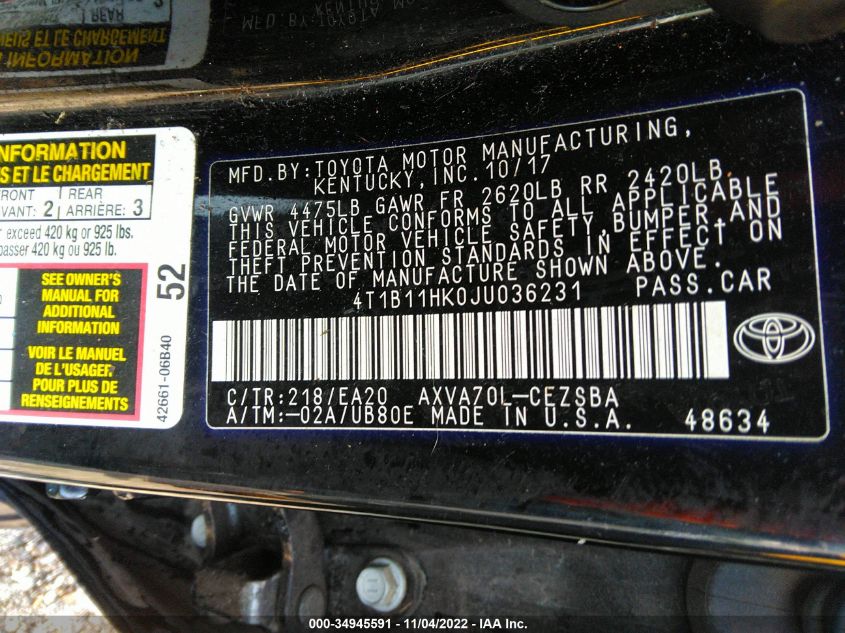 NFORMATION
S ET LE CHARGEMENT
RONT
VANT: 2
REAR
ARRIÈRE: 3
exceed 420 kg or 925 lbs.
passer 420 kg ou 925 lb.
SEE OWNER'S
MANUAL FOR
ADDITIONAL
INFORMATION
VOIR LE MANUEL
DE L'USAGER
POUR PLUS DE
RENSEIGNEMENTS
52
42661-06B40
MFD.BY:TOYOTA MOTOR MANUFACTURING,
KENTUCKY,INC.10/17
GVWR 4475LB GAWR FR 2620LB RR 2420LB
THIS VEHICLE CONFORMS TO ALL APPLICABLE
FEDERAL MOTOR VEHICLE SAFETY,BUMPER,AND
THEFT PREVENTION STANDARDS IN EFFECT ON
THE DATE OF MANUFACTURE SHOWN ABOVE.
4T1B11HK0JU036231 PASS.CAR
C/TR:218/EA20 AXVA70L-CEZSBA
A/TM:-02A/UB80E MADE IN U.S.A. 48634
000-34945591 - 11/04/2022 - IAA Inc.